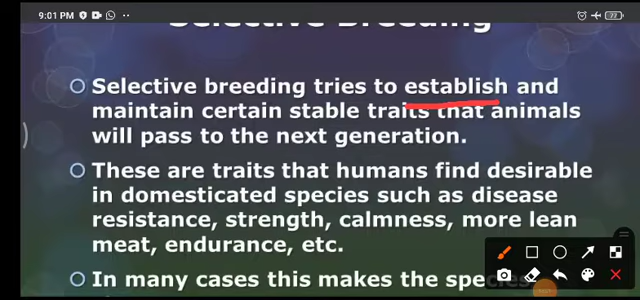 9:01 PM
77
Selective Breeding
Selective breeding tries to establish and
maintain certain stable traits that animals
will pass to the next generation.
These are traits that humans find desirable
in domesticated species such as disease
resistance, strength, calmness, more lean
meat, endurance, etc.
In many cases this makes the species